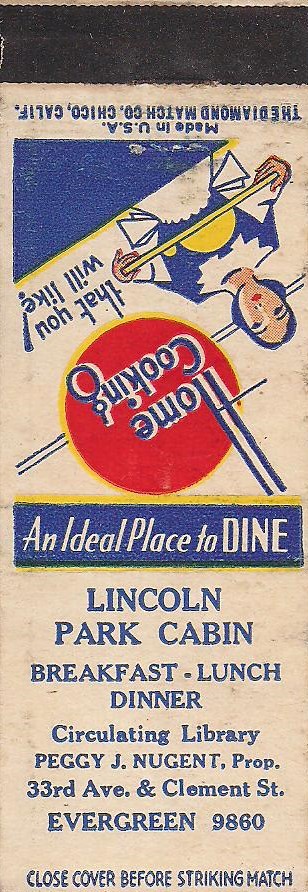 THE DIAMOND MATCH CO. CHICO, CALIF.
Made in U.S.A.
that you
will like!
Home
Cooking
An Ideal Place to DINE
LINCOLN
PARK CABIN
BREAKFAST - LUNCH
DINNER
Circulating Library
PEGGY J. NUGENT, Prop.
33rd Ave. & Clement St.
EVERGREEN 9860
CLOSE COVER BEFORE STRIKING MATCH